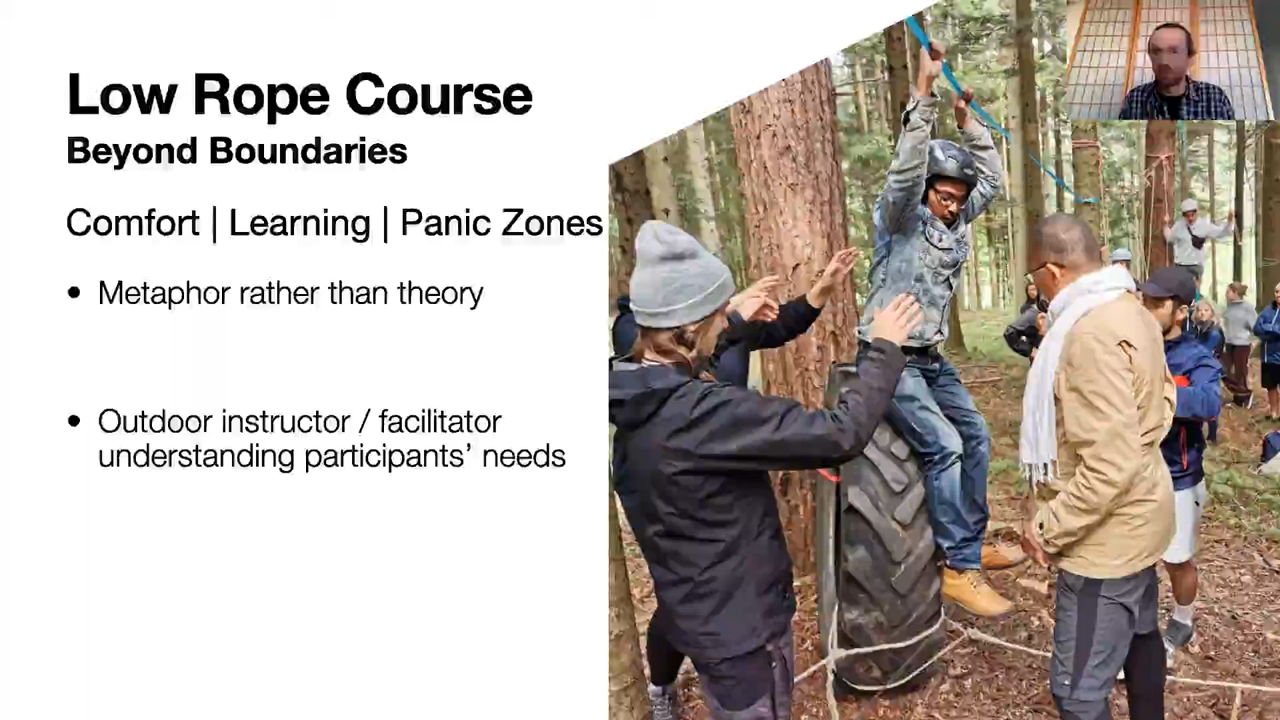 Low Rope Course
Beyond Boundaries
Comfort | Learning | Panic Zones
• Metaphor rather than theory
• Outdoor instructor / facilitator
understanding participants’ needs